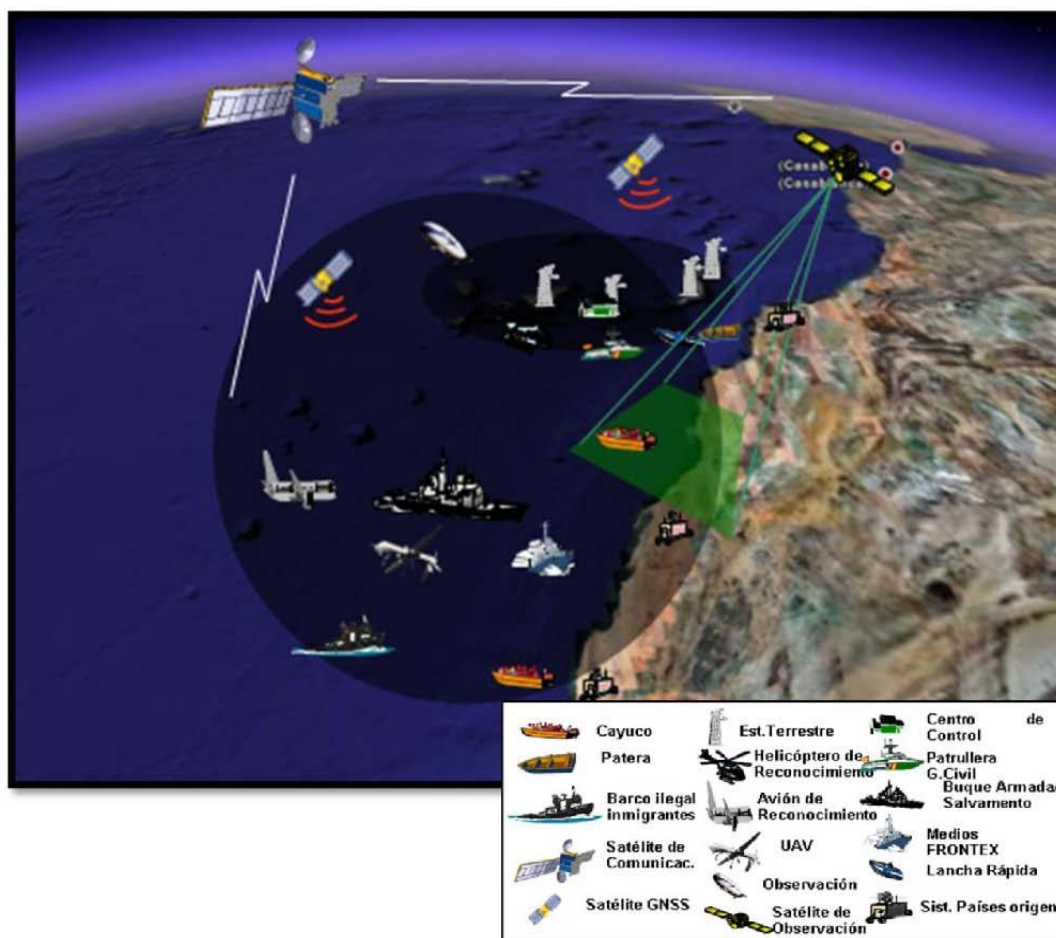 (Casab
(Casablanca
Cayuco
Est.Terrestre
Centro de
Control
Patera
Helicóptero de
Reconocimiento
Patrullera
G.Civil
Barco ilegal
inmigrantes
Avión de
Reconocimiento
Buque Armada
Salvamento
Satélite de
Comunicac.
UAV
Medios
FRONTEX
Observación
Lancha Rápida
Satélite GNSS
Satélite de
Observación
Sist. Países origen